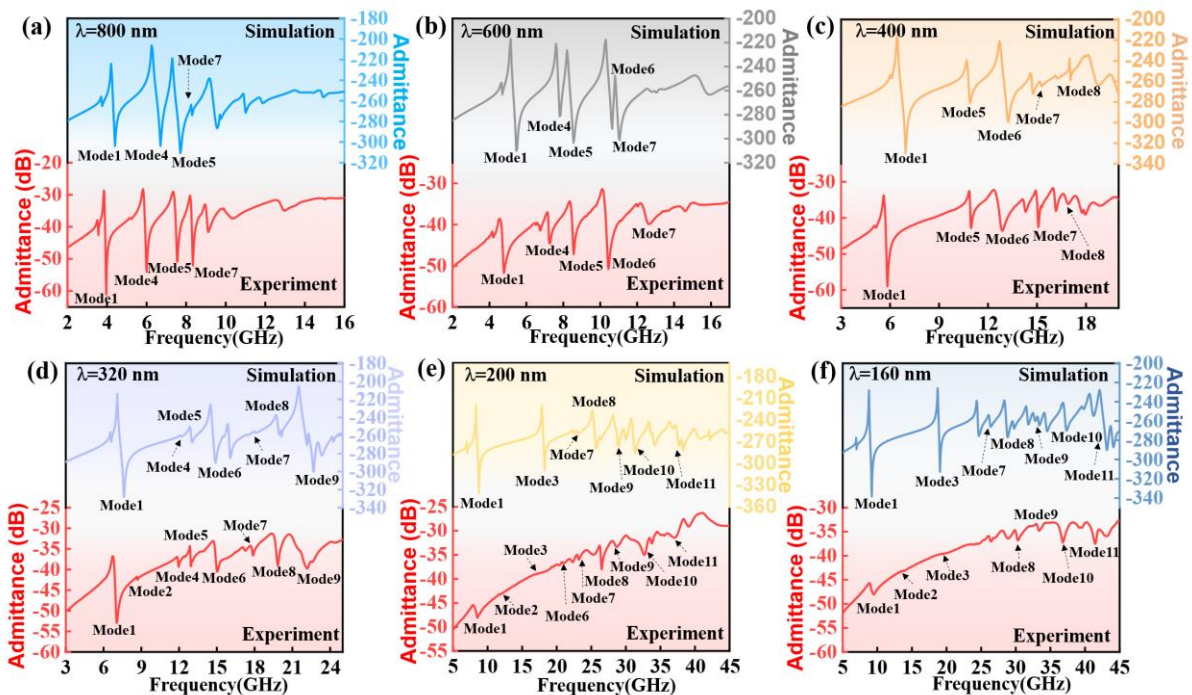 (a)
λ=800 nm
Simulation
-180
-200
-220
-240
-260
-280
-300
-320
Admittance
Mode7
Mode1
Mode4
Mode5
-20
-30
-40
-50
-60
Admittance (dB)
Mode4
Mode5
Mode7
Mode1
Experiment
2 4 6 8 10 12 14 16
Frequency(GHz)
(b)
λ=600 nm
Simulation
-200
-220
-240
-260
-280
-300
-320
Admittance
Mode6
Mode4
Mode1
Mode5
Mode7
-30
-40
-50
-60
Admittance (dB)
Mode4
Mode7
Mode5
Mode1
Mode6
Experiment
2 4 6 8 10 12 14 16
Frequency(GHz)
(c)
λ=400 nm
Simulation
-200
-220
-240
-260
-280
-300
-320
-340
Admittance
Mode8
Mode5
Mode7
Mode6
Mode1
-30
-40
-50
-60
Admittance (dB)
Mode5
Mode6
Mode7
Mode8
Mode1
Experiment
3 6 9 12 15 18
Frequency(GHz)
(d)
λ=320 nm
Simulation
-180
-200
-220
-240
-260
-280
-300
-320
-340
Admittance
Mode5
Mode8
Mode4
Mode6
Mode7
Mode9
Mode1
-25
-30
-35
-40
-45
-50
-55
-60
Admittance (dB)
Mode5
Mode7
Mode4
Mode6
Mode8
Mode9
Mode2
Mode1
Experiment
3 6 9 12 15 18 21 24
Frequency(GHz)
(e)
λ=200 nm
Simulation
-180
-210
-240
-270
-300
-330
-360
Admittance
Mode8
Mode7
Mode10
Mode3
Mode9
Mode11
Mode1
-25
-30
-35
-40
-45
-50
-55
Admittance (dB)
Mode3
Mode9
Mode11
Mode8
Mode10
Mode7
Mode2
Mode6
Mode1
Experiment
5 10 15 20 25 30 35 40 45
Frequency(GHz)
(f)
λ=160 nm
Simulation
-200
-220
-240
-260
-280
-300
-320
-340
Admittance
Mode8
Mode10
Mode9
Mode7
Mode3
Mode11
Mode1
-30
-35
-40
-45
-50
-55
-60
Admittance (dB)
Mode9
Mode11
Mode8
Mode10
Mode3
Mode2
Mode1
Experiment
5 10 15 20 25 30 35 40 45
Frequency(GHz)